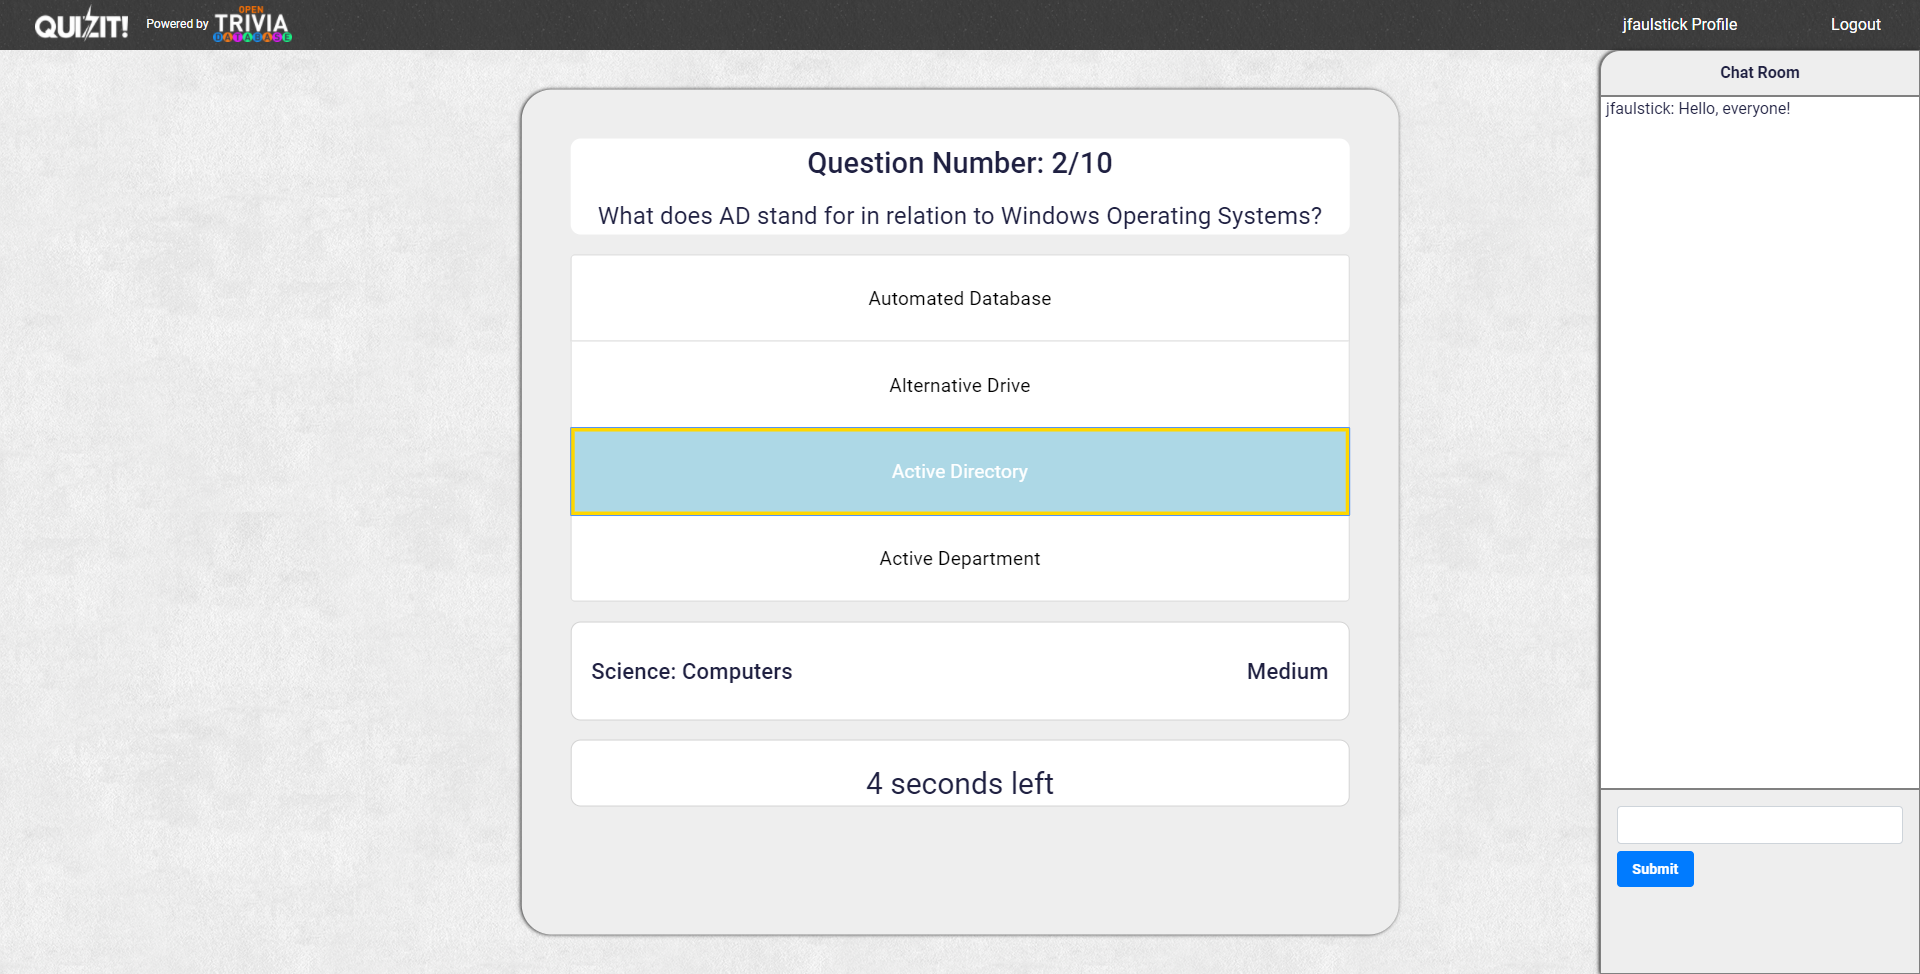 QUIZIT!
Powered by
OPEN
TRIVIA
DATABASE
jfaulstick Profile
Logout
Chat Room
jfaulstick: Hello, everyone!
Question Number: 2/10
What does AD stand for in relation to Windows Operating Systems?
Automated Database
Alternative Drive
Active Directory
Active Department
Science: Computers
Medium
4 seconds left
Submit